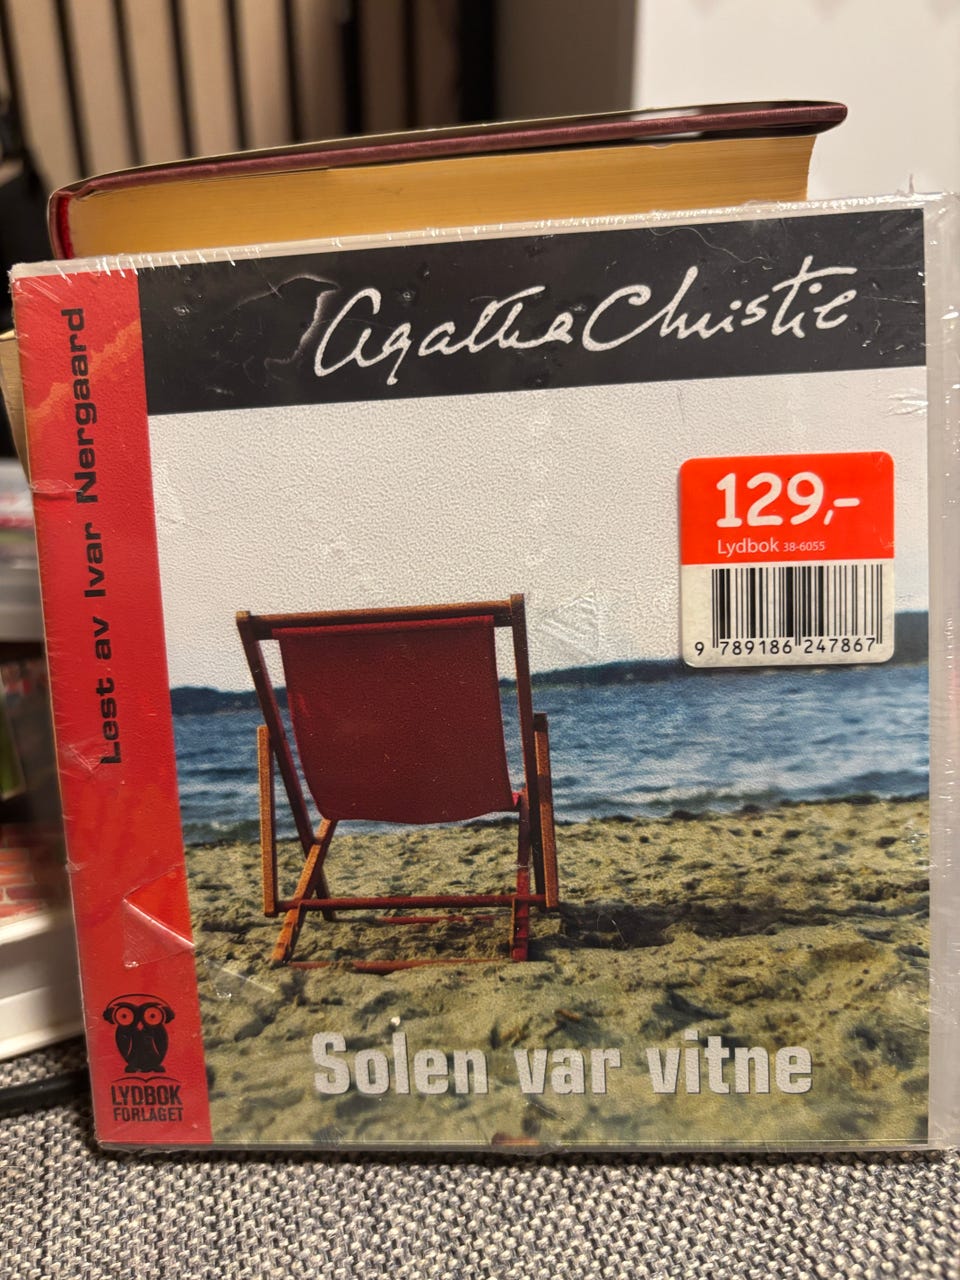 Agatha Christie
Lest av Ivar Nergaard
129,-
Lydbok 38-6055
9 789186 247867
Solen var vitne
LYDBOK
FORLAGET